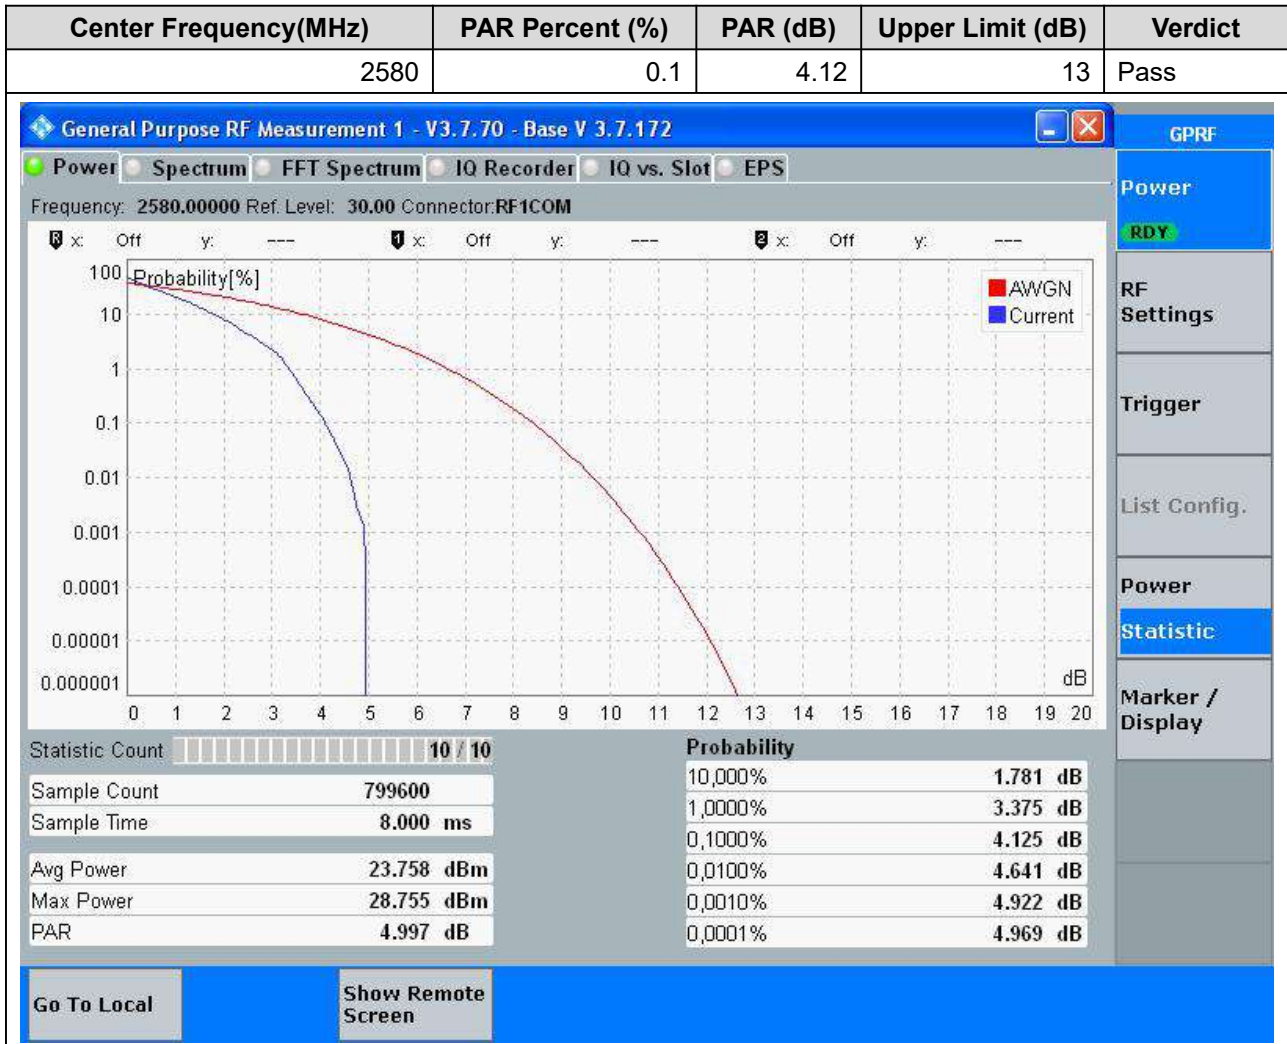 Center Frequency(MHz) PAR Percent (%) PAR (dB) Upper Limit (dB) Verdict
2580 0.1 4.12 13 Pass
General Purpose RF Measurement 1 - V3.7.70 - Base V 3.7.172
GPRF
Power Spectrum FFT Spectrum IQ Recorder IQ vs. Slot EPS
Power
RDY
Frequency: 2580.00000 Ref. Level: 30.00 Connector:RF1COM
R x: Off y: --- 1 x: Off y: --- 2 x: Off y: ---
Probability[%]
AWGN
Current
100
10
1
0.1
0.01
0.001
0.0001
0.00001
0.000001
dB
0 1 2 3 4 5 6 7 8 9 10 11 12 13 14 15 16 17 18 19 20
RF
Settings
Trigger
List Config.
Power
Statistic
Marker /
Display
Statistic Count 10 / 10
Sample Count 799600
Sample Time 8.000 ms
Avg Power 23.758 dBm
Max Power 28.755 dBm
PAR 4.997 dB
Probability
10,000% 1.781 dB
1,0000% 3.375 dB
0,1000% 4.125 dB
0,0100% 4.641 dB
0,0010% 4.922 dB
0,0001% 4.969 dB
Go To Local
Show Remote
Screen